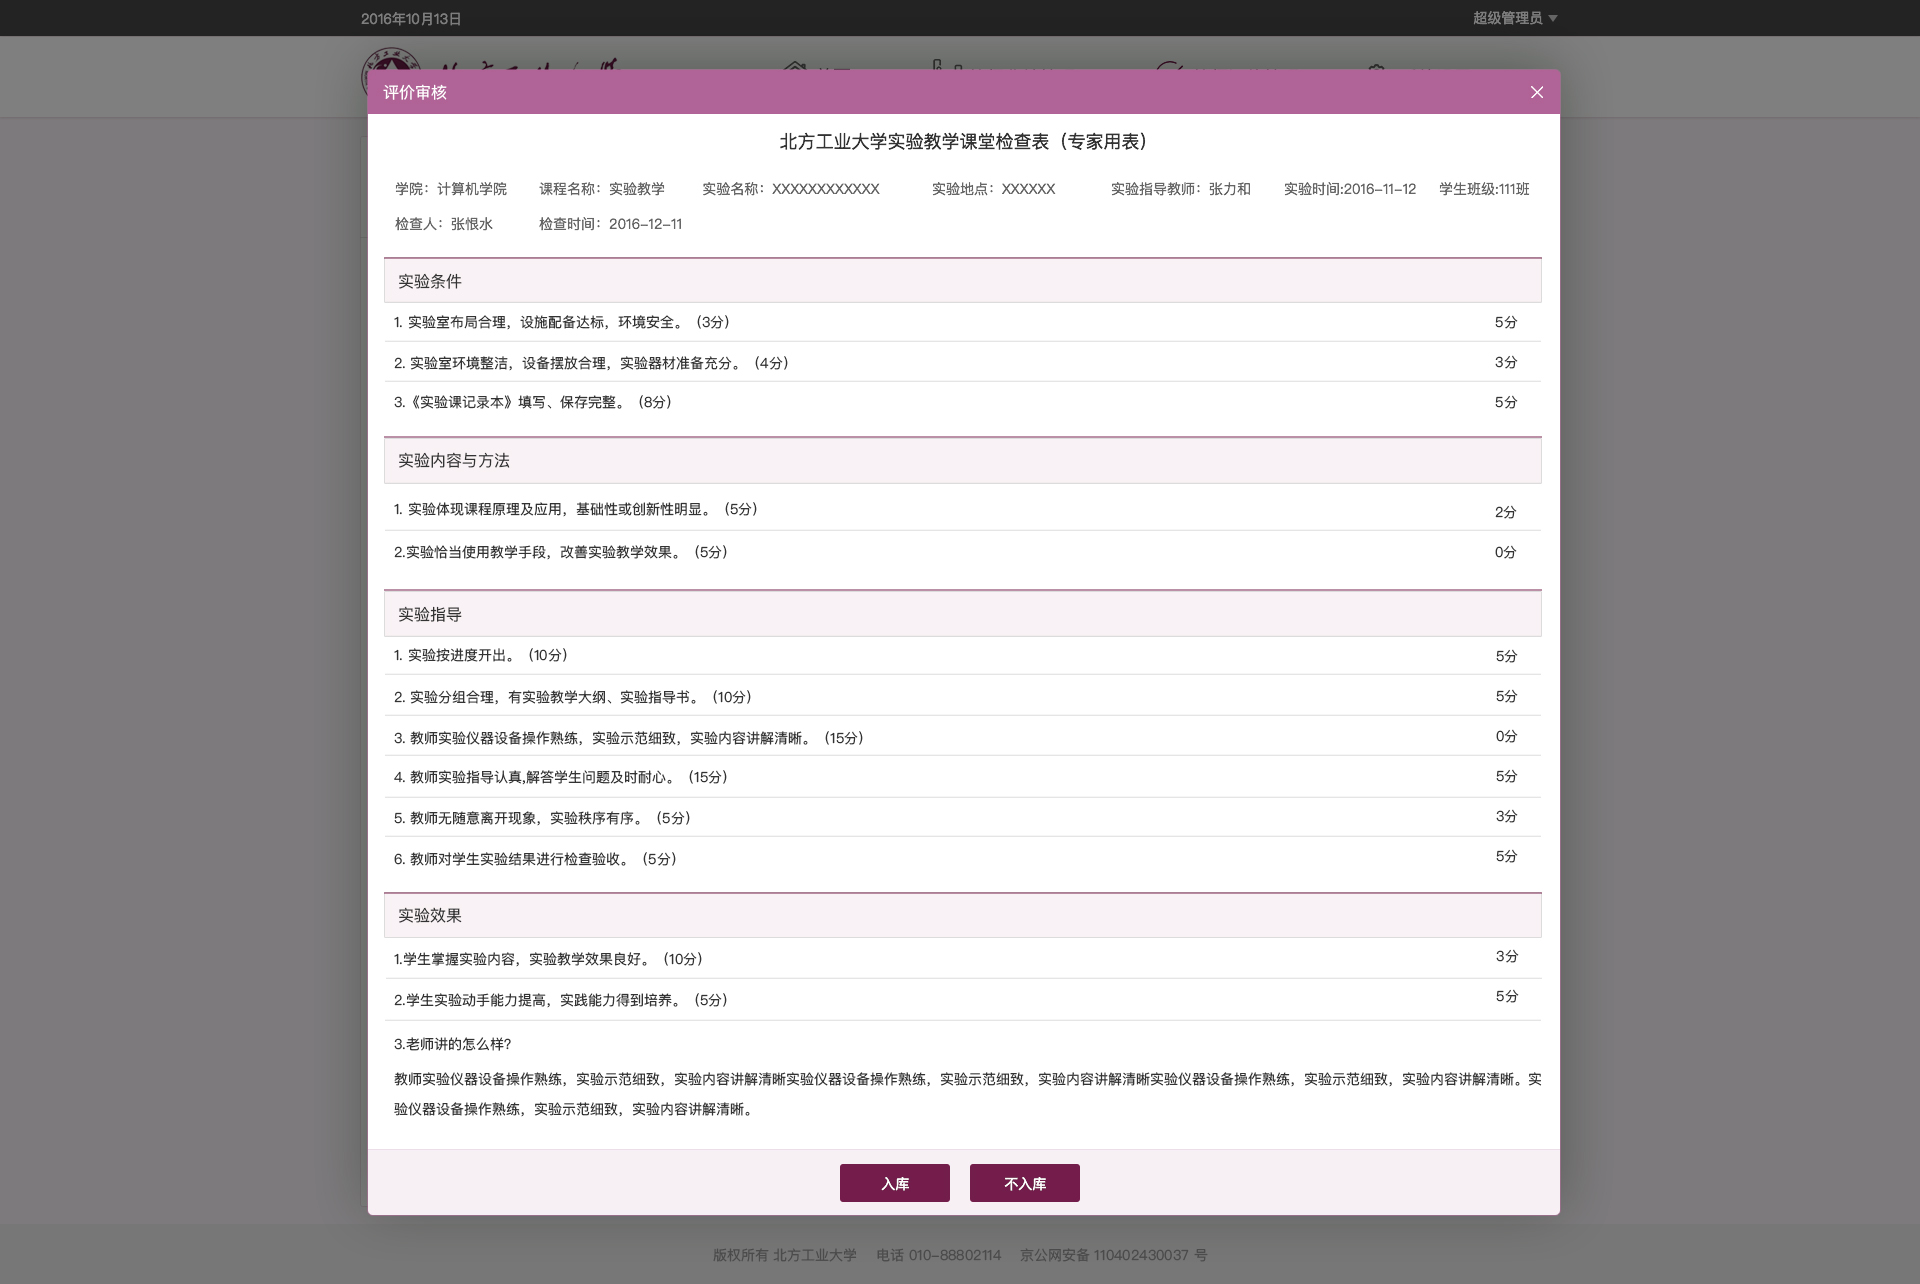 2016年10月13日 超级管理员
评价审核
北方工业大学实验教学课堂检查表（专家用表）
学院：计算机学院 课程名称：实验教学 实验名称：XXXXXXXXXXXX 实验地点：XXXXXX 实验指导教师：张力和 实验时间:2016-11-12 学生班级:111班
检查人：张恨水 检查时间：2016-12-11
实验条件
1. 实验室布局合理，设施配备达标，环境安全。（3分） 5分
2. 实验室环境整洁，设备摆放合理，实验器材准备充分。（4分） 3分
3.《实验课记录本》填写、保存完整。（8分） 5分
实验内容与方法
1. 实验体现课程原理及应用，基础性或创新性明显。（5分） 2分
2.实验恰当使用教学手段，改善实验教学效果。（5分） 0分
实验指导
1. 实验按进度开出。（10分） 5分
2. 实验分组合理，有实验教学大纲、实验指导书。（10分） 5分
3. 教师实验仪器设备操作熟练，实验示范细致，实验内容讲解清晰。（15分） 0分
4. 教师实验指导认真,解答学生问题及时耐心。（15分） 5分
5. 教师无随意离开现象，实验秩序有序。（5分） 3分
6. 教师对学生实验结果进行检查验收。（5分） 5分
实验效果
1.学生掌握实验内容，实验教学效果良好。（10分） 3分
2.学生实验动手能力提高，实践能力得到培养。（5分） 5分
3.老师讲的怎么样?
教师实验仪器设备操作熟练，实验示范细致，实验内容讲解清晰实验仪器设备操作熟练，实验示范细致，实验内容讲解清晰实验仪器设备操作熟练，实验示范细致，实验内容讲解清晰。实
验仪器设备操作熟练，实验示范细致，实验内容讲解清晰。
入库 不入库
版权所有 北方工业大学 电话 010-88802114 京公网安备 110402430037 号